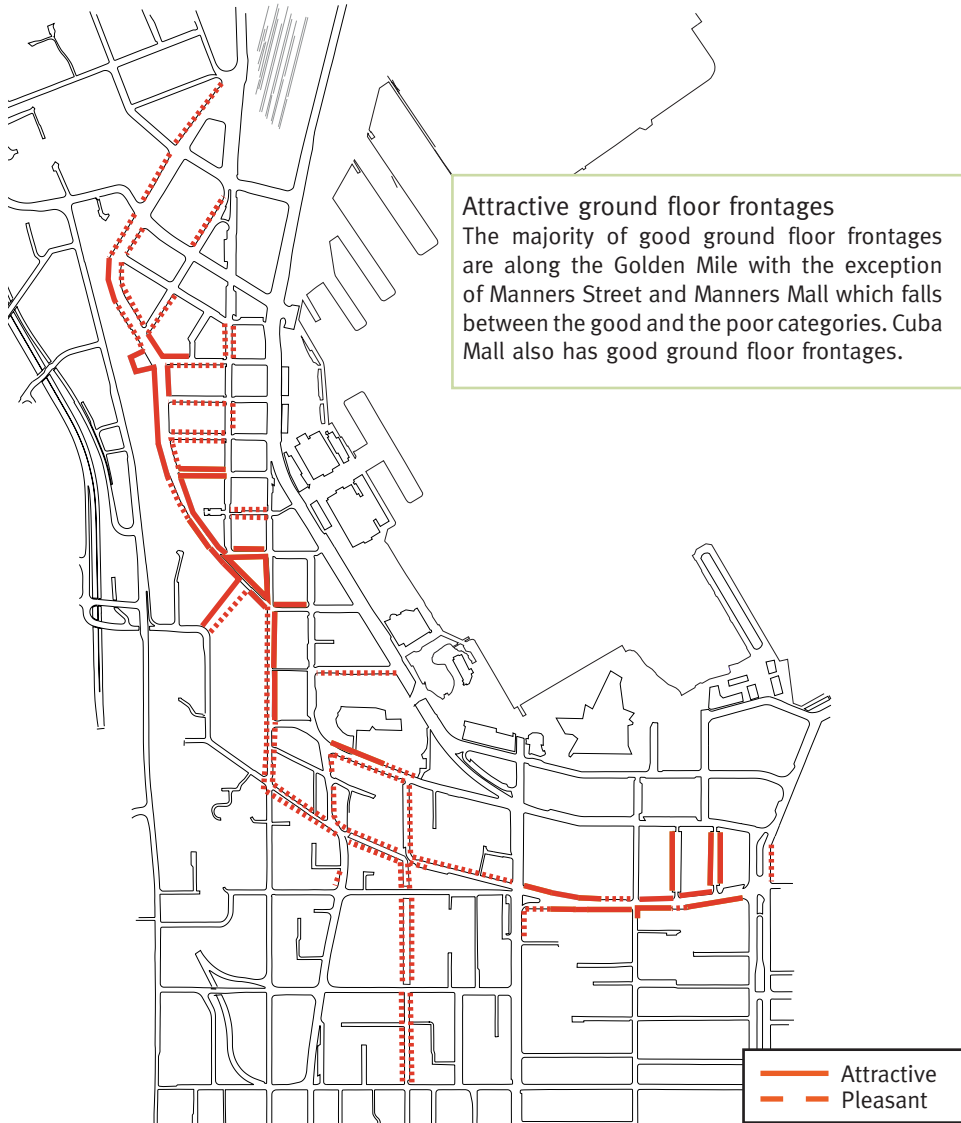 Attractive ground floor frontages
The majority of good ground floor frontages
are along the Golden Mile with the exception
of Manners Street and Manners Mall which falls
between the good and the poor categories. Cuba
Mall also has good ground floor frontages.
Attractive
Pleasant